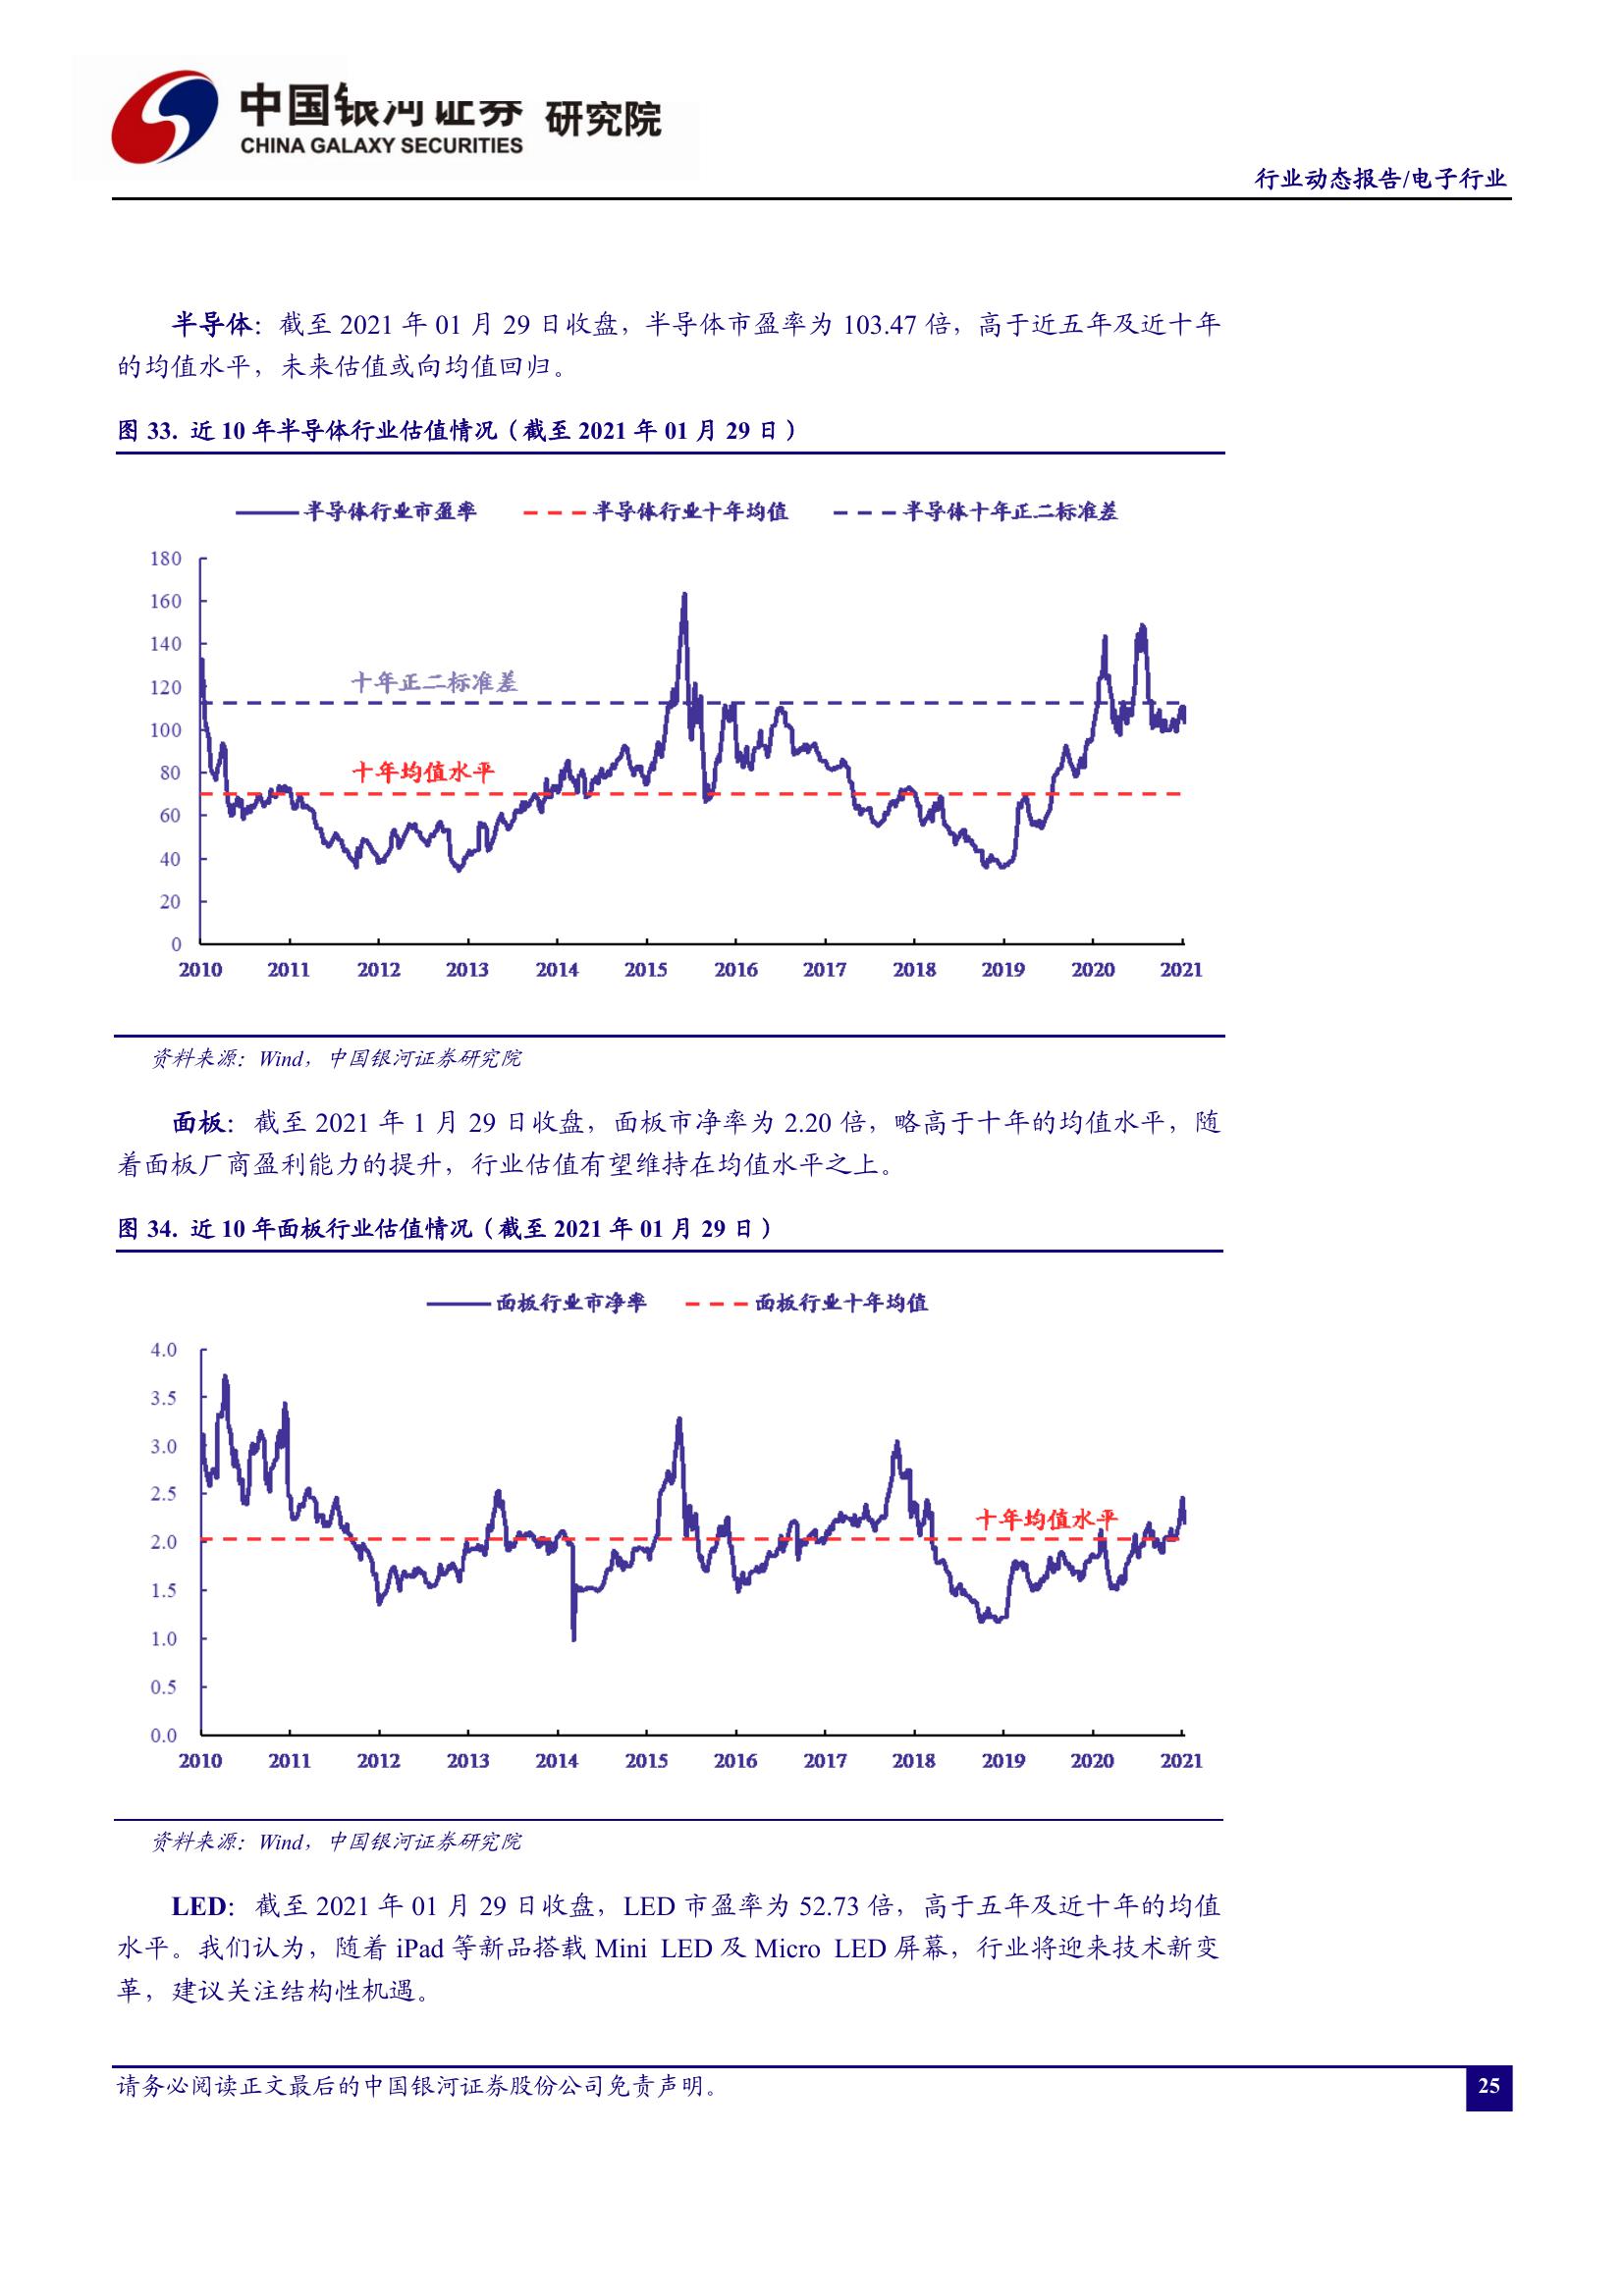 中国银河证券 研究院
CHINA GALAXY SECURITIES
行业动态报告/电子行业
半导体：截至 2021 年 01 月 29 日收盘，半导体市盈率为 103.47 倍，高于近五年及近十年
的均值水平，未来估值或向均值回归。
图 33. 近 10 年半导体行业估值情况（截至 2021 年 01 月 29 日）
半导体行业市盈率 半导体行业十年均值 半导体十年正二标准差
180
160
140
120
100
80
60
40
20
0
十年正二标准差
十年均值水平
2010 2011 2012 2013 2014 2015 2016 2017 2018 2019 2020 2021
资料来源：Wind，中国银河证券研究院
面板：截至 2021 年 1 月 29 日收盘，面板市净率为 2.20 倍，略高于十年的均值水平，随
着面板厂商盈利能力的提升，行业估值有望维持在均值水平之上。
图 34. 近 10 年面板行业估值情况（截至 2021 年 01 月 29 日）
面板行业市净率 面板行业十年均值
4.0
3.5
3.0
2.5
2.0
1.5
1.0
0.5
0.0
十年均值水平
2010 2011 2012 2013 2014 2015 2016 2017 2018 2019 2020 2021
资料来源：Wind，中国银河证券研究院
LED：截至 2021 年 01 月 29 日收盘，LED 市盈率为 52.73 倍，高于五年及近十年的均值
水平。我们认为，随着 iPad 等新品搭载 Mini LED 及 Micro LED 屏幕，行业将迎来技术新变
革，建议关注结构性机遇。
请务必阅读正文最后的中国银河证券股份公司免责声明。
25